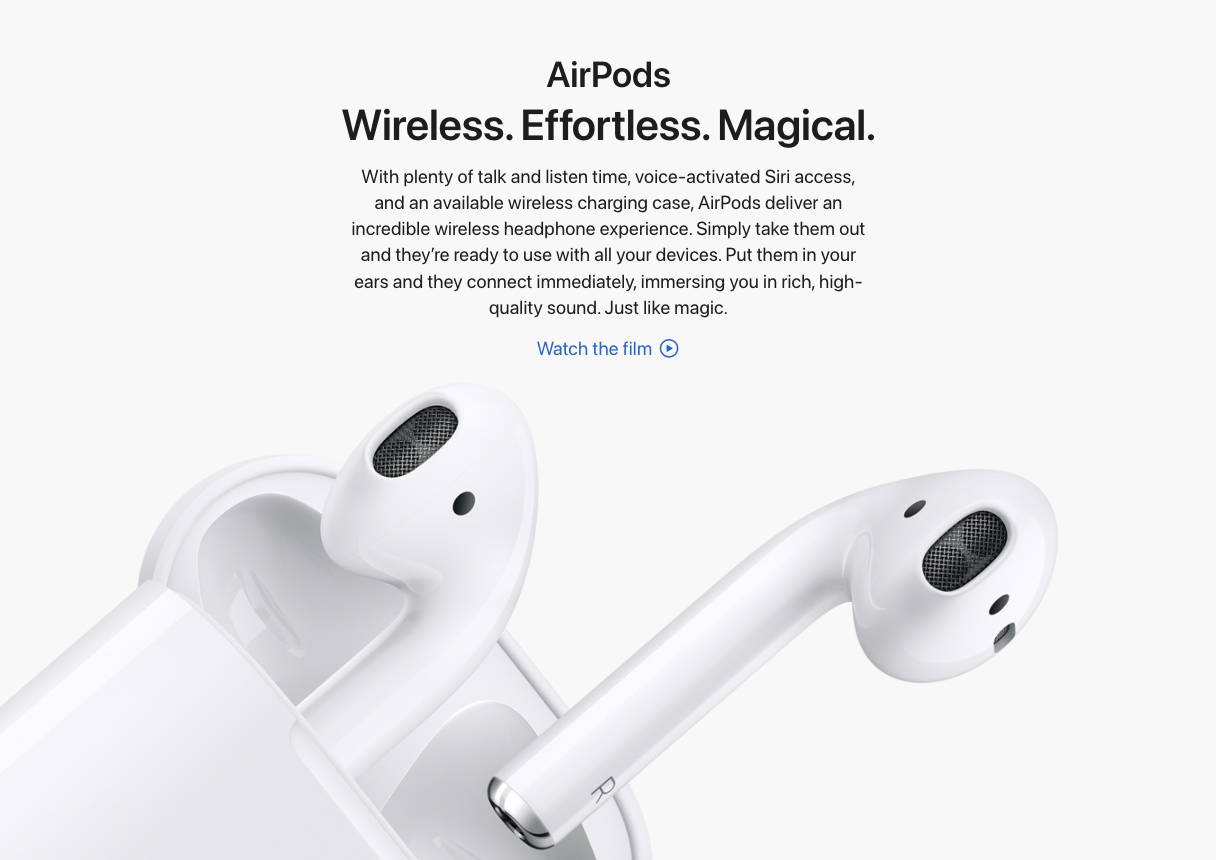 AirPods
Wireless. Effortless. Magical.
With plenty of talk and listen time, voice-activated Siri access,
and an available wireless charging case, AirPods deliver an
incredible wireless headphone experience. Simply take them out
and they’re ready to use with all your devices. Put them in your
ears and they connect immediately, immersing you in rich, high-
quality sound. Just like magic.
Watch the film
R